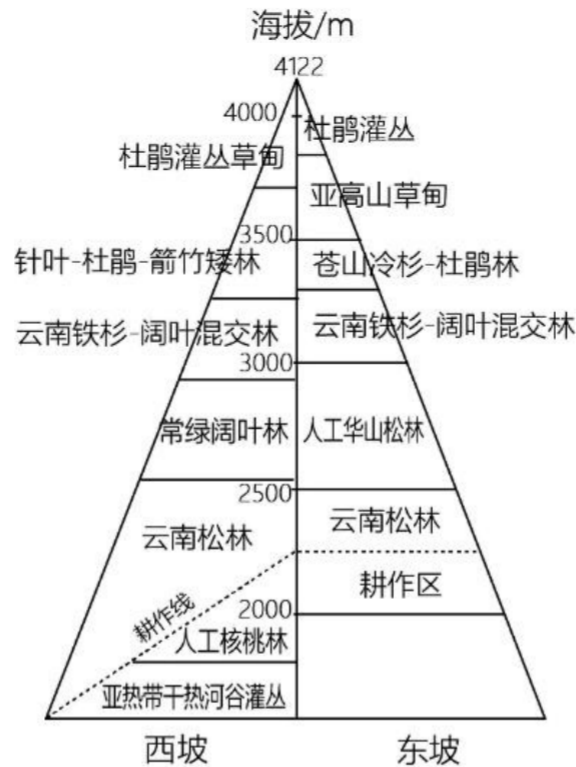 海拔/m
4122
4000
杜鹃灌丛
杜鹃灌丛草甸
亚高山草甸
3500
针叶-杜鹃-箭竹矮林
苍山冷杉-杜鹃林
云南铁杉-阔叶混交林
云南铁杉-阔叶混交林
3000
常绿阔叶林
人工华山松林
2500
云南松林
云南松林
耕作区
耕作线
2000
人工核桃林
亚热带干热河谷灌丛
西坡
东坡